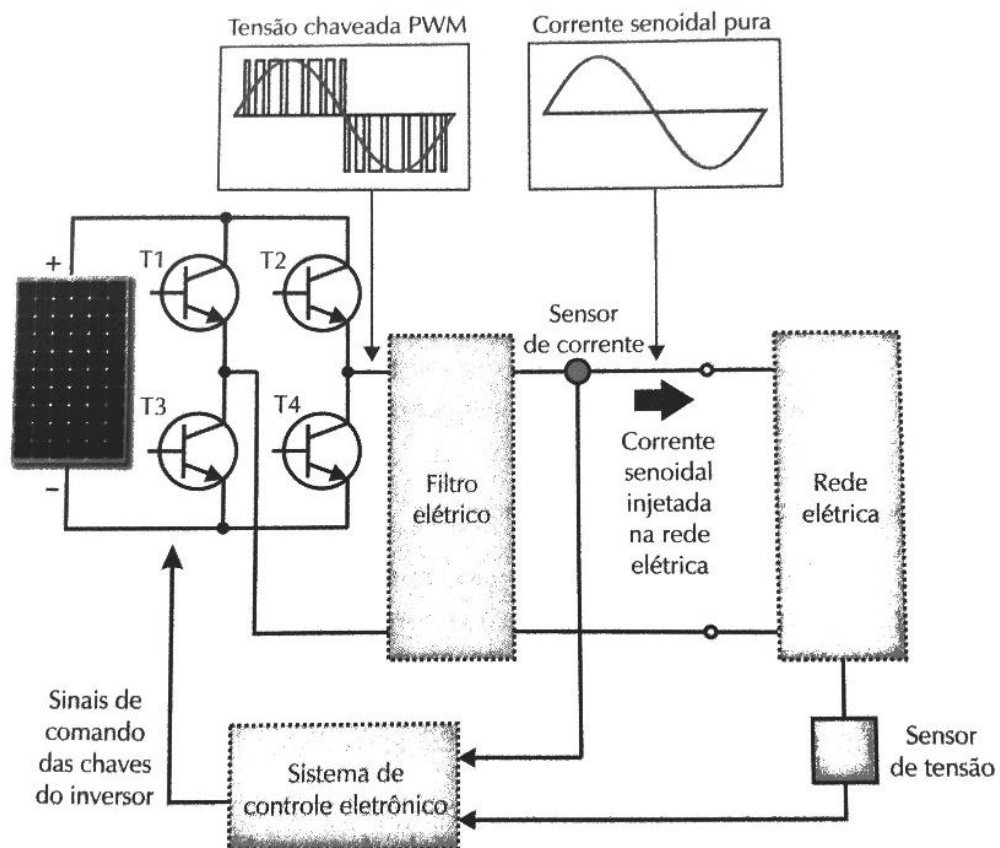 Tensão chaveada PWM
Corrente senoidal pura
+
T1
T2
T3
T4
−
Sensor
de corrente
Filtro
elétrico
Corrente
senoidal
injetada
na rede
elétrica
Rede
elétrica
Sinais de
comando
das chaves
do inversor
Sistema de
controle eletrônico
Sensor
de tensão